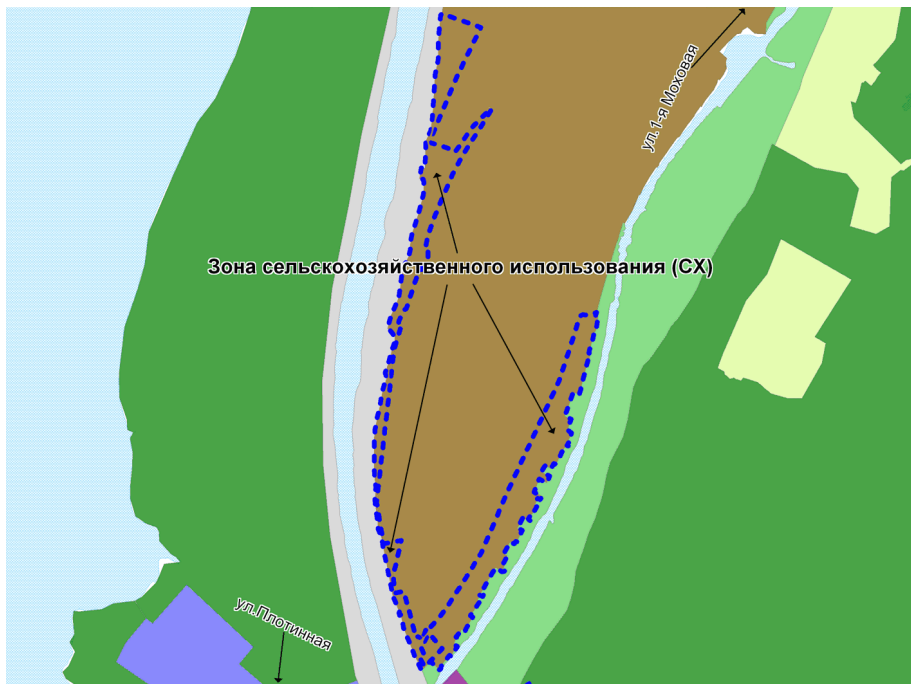 ул.1-я Моховая
Зона сельскохозяйственного использования (СХ)
ул.Плотинная